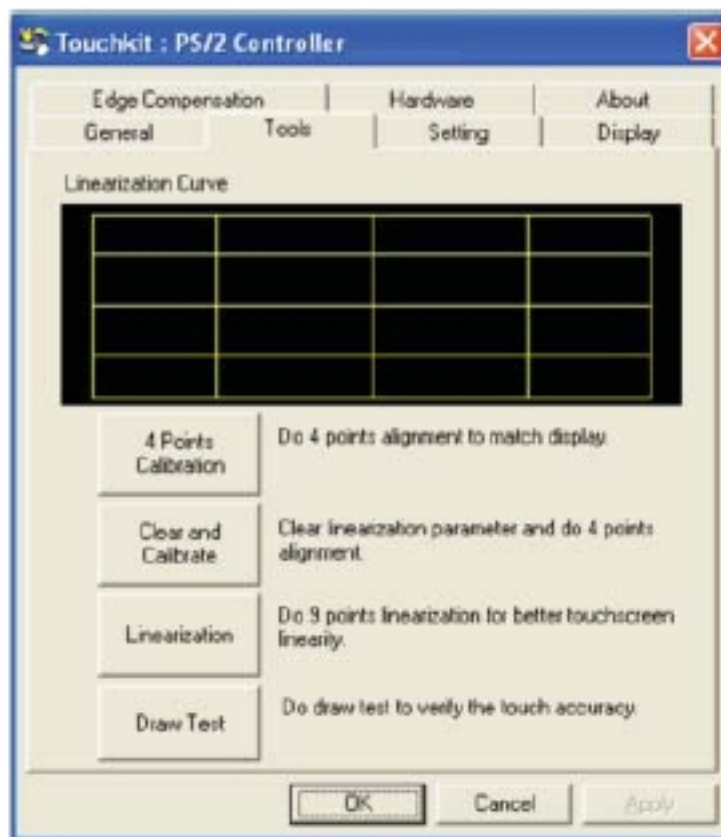 Touchkit : PS/2 Controller
Edge Compensation Hardware About
General Tools Setting Display
Linearization Curve
4 Points
Calibration
Do 4 points alignment to match display.
Clear and
Calibrate
Clear linearization parameter and do 4 points
alignment.
Linearization
Do 9 points linearization for better touchscreen
linearity.
Draw Test
Do draw test to verify the touch accuracy.
OK Cancel Apply